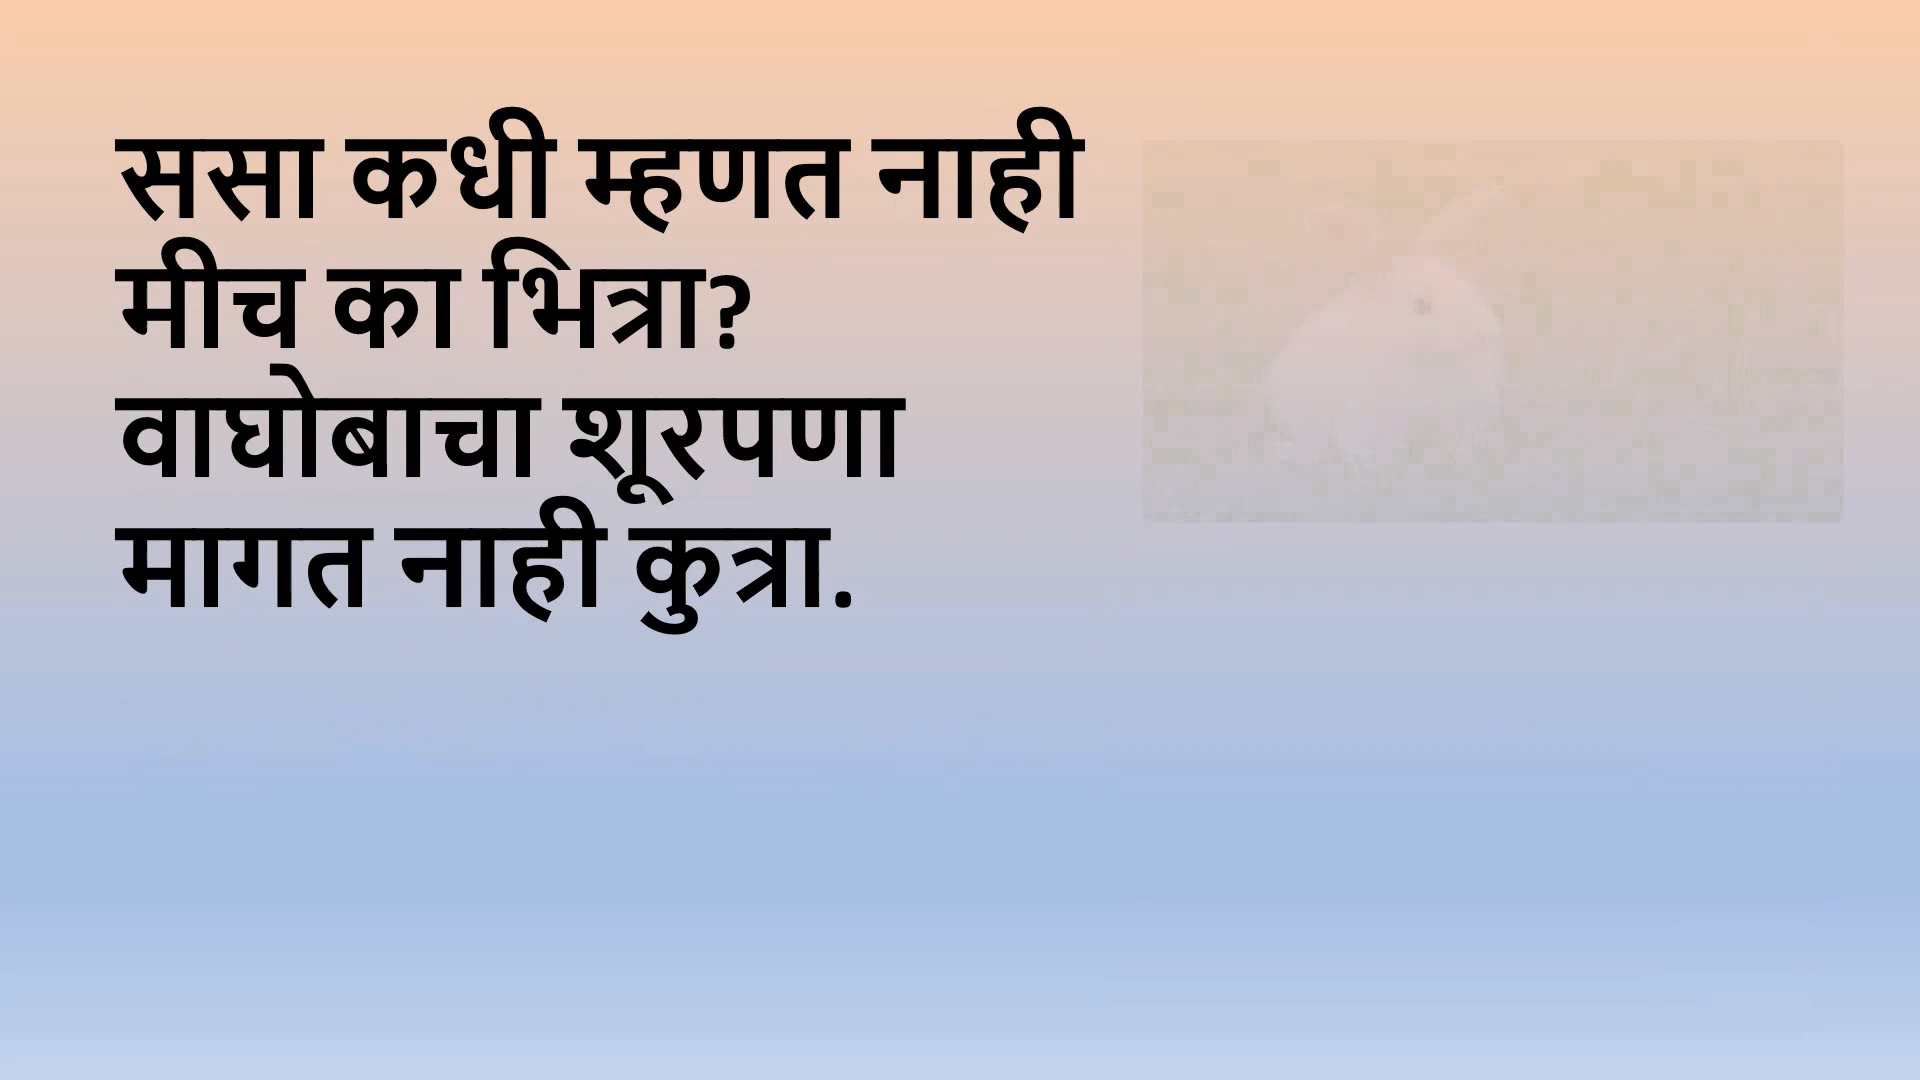 ससा कधी म्हणत नाही
मीच का भित्रा?
वाघोबाचा शूरपणा
मागत नाही कुत्रा.